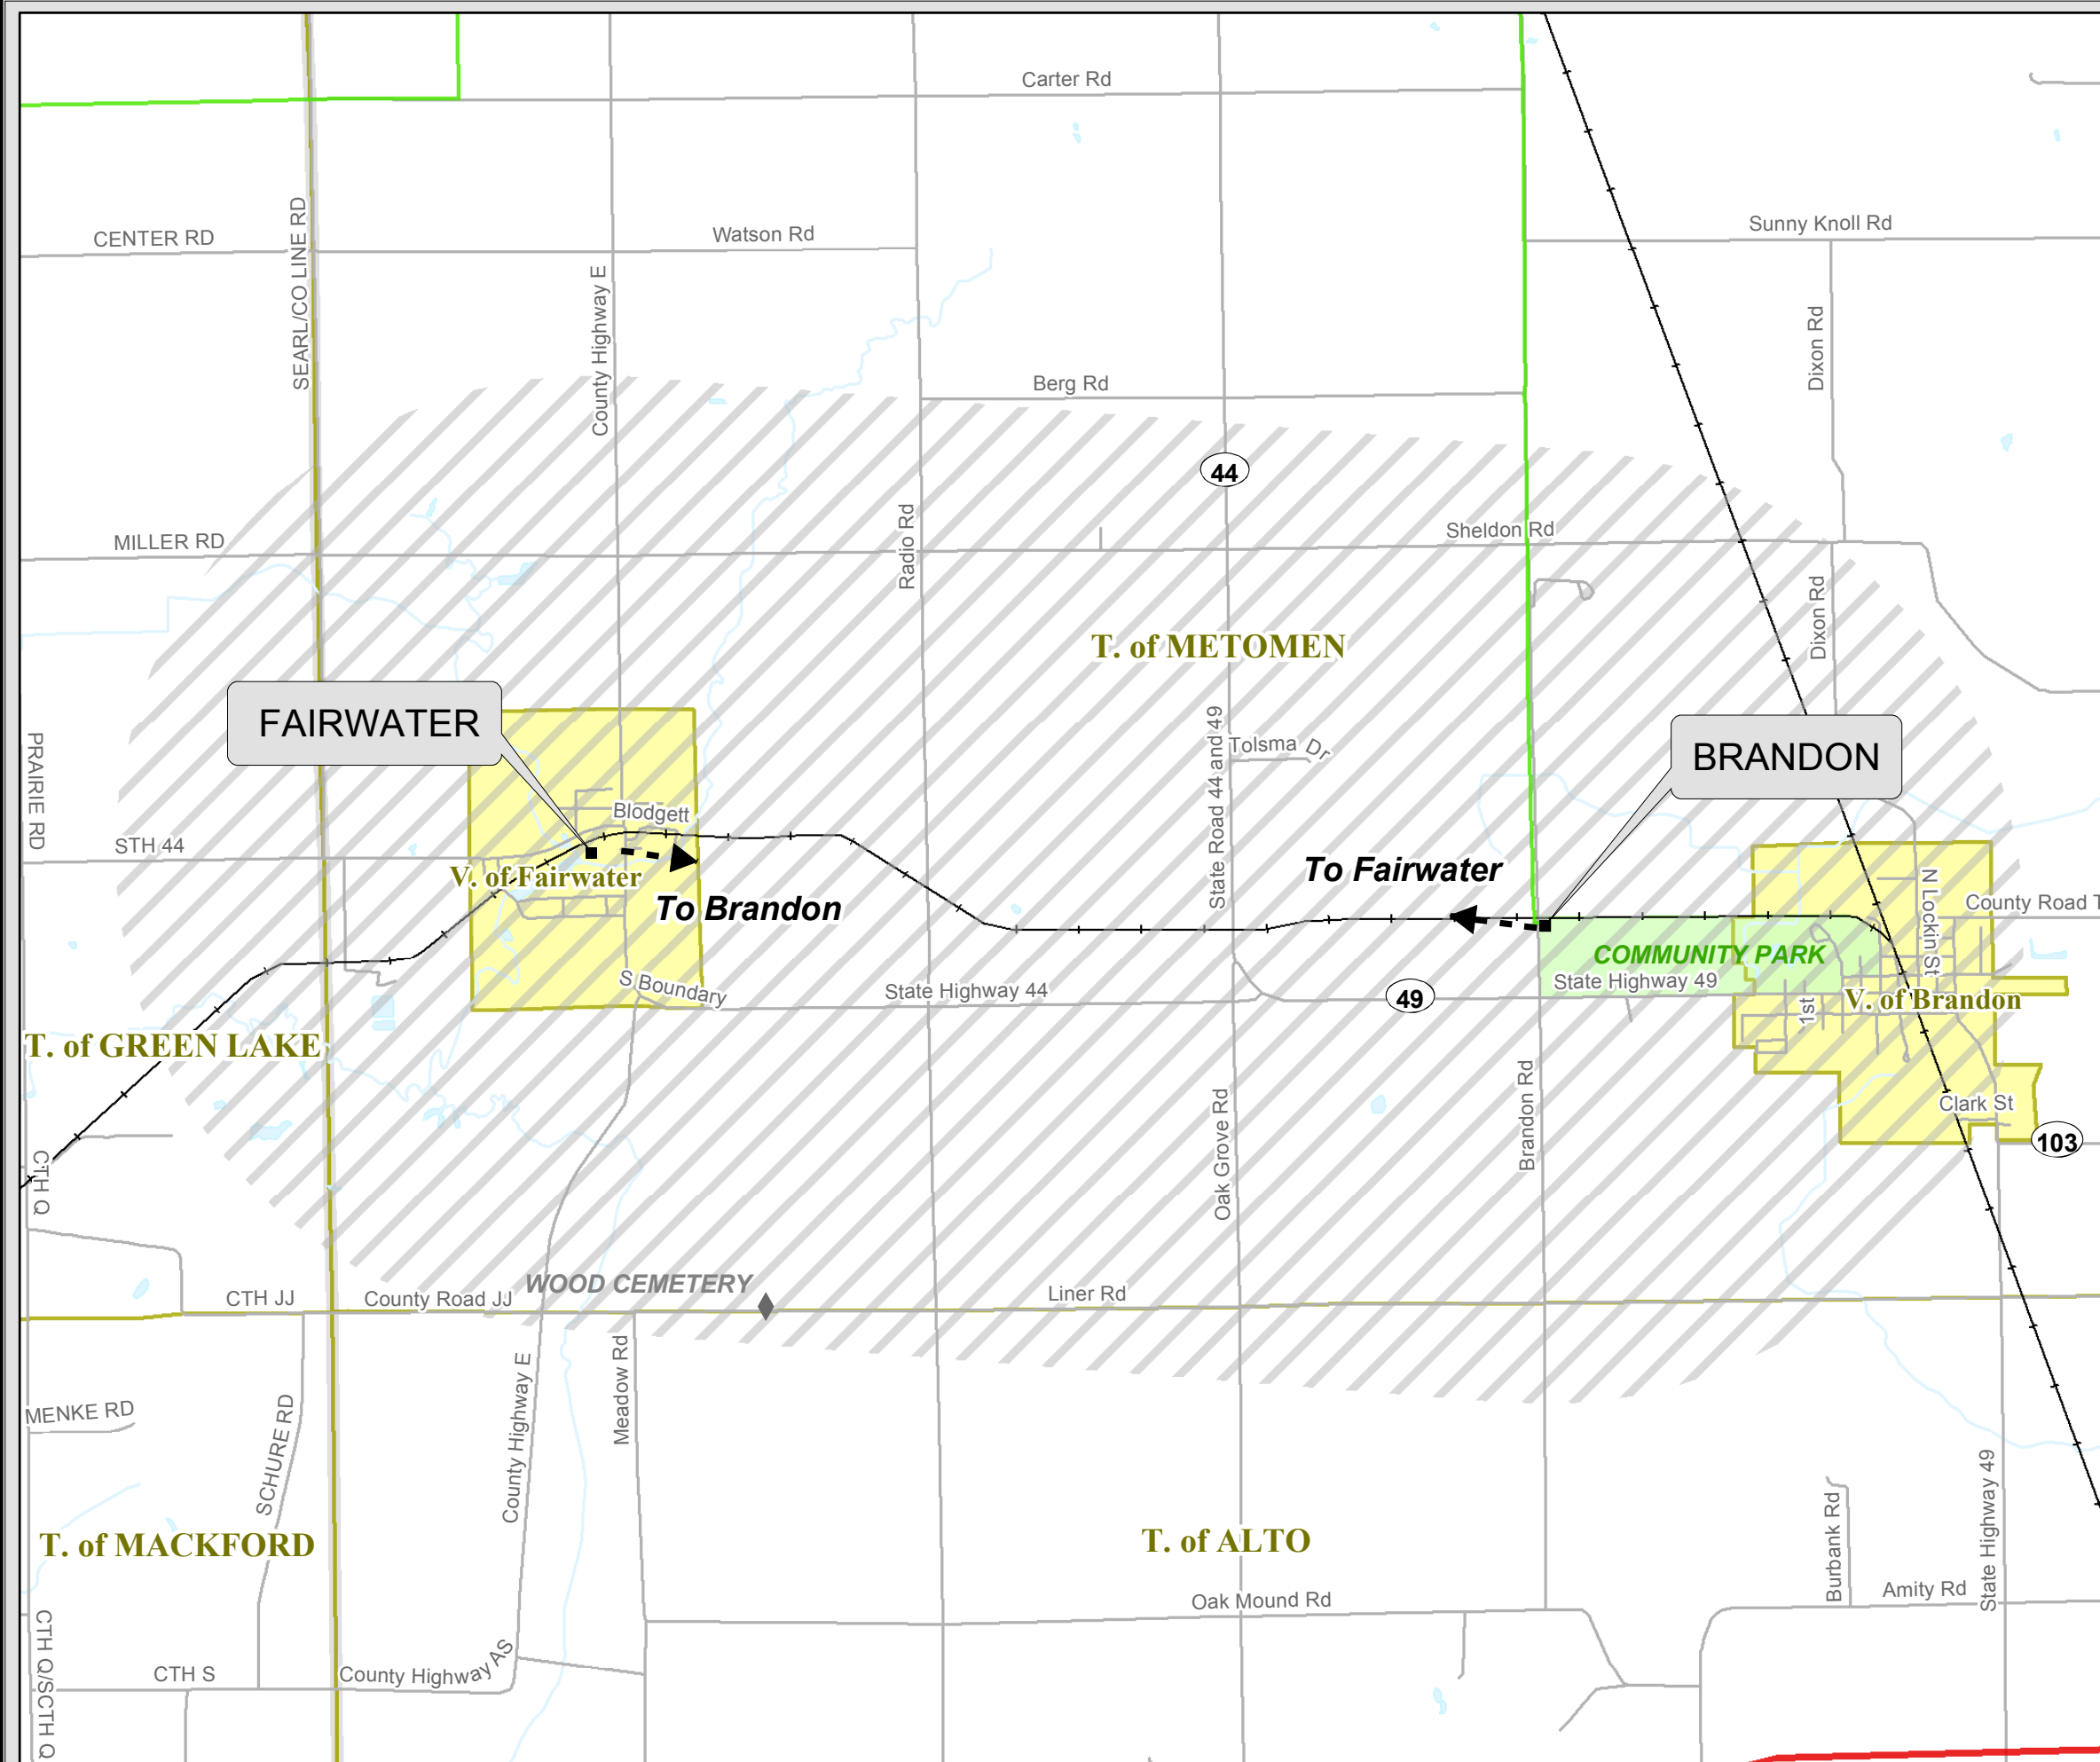 Carter Rd
SEARL/CO LINE RD
CENTER RD
Watson Rd
Sunny Knoll Rd
County Highway E
Dixon Rd
Berg Rd
44
MILLER RD
Radio Rd
Sheldon Rd
Dixon Rd
T. of METOMEN
FAIRWATER
BRANDON
PRAIRIE RD
State Road 44 and 49
Tolsma Dr
Blodgett
STH 44
V. of Fairwater
To Brandon
To Fairwater
N Lockin St
County Road T
COMMUNITY PARK
S Boundary
State Highway 44
49
State Highway 49
1st
V. of Brandon
T. of GREEN LAKE
Oak Grove Rd
Brandon Rd
Clark St
103
CTH Q
WOOD CEMETERY
CTH JJ
County Road JJ
Liner Rd
County Highway E
Meadow Rd
MENKE RD
SCHURE RD
State Highway 49
Burbank Rd
T. of MACKFORD
T. of ALTO
Oak Mound Rd
Amity Rd
CTH Q/SCTH Q
CTH S
County Highway AS